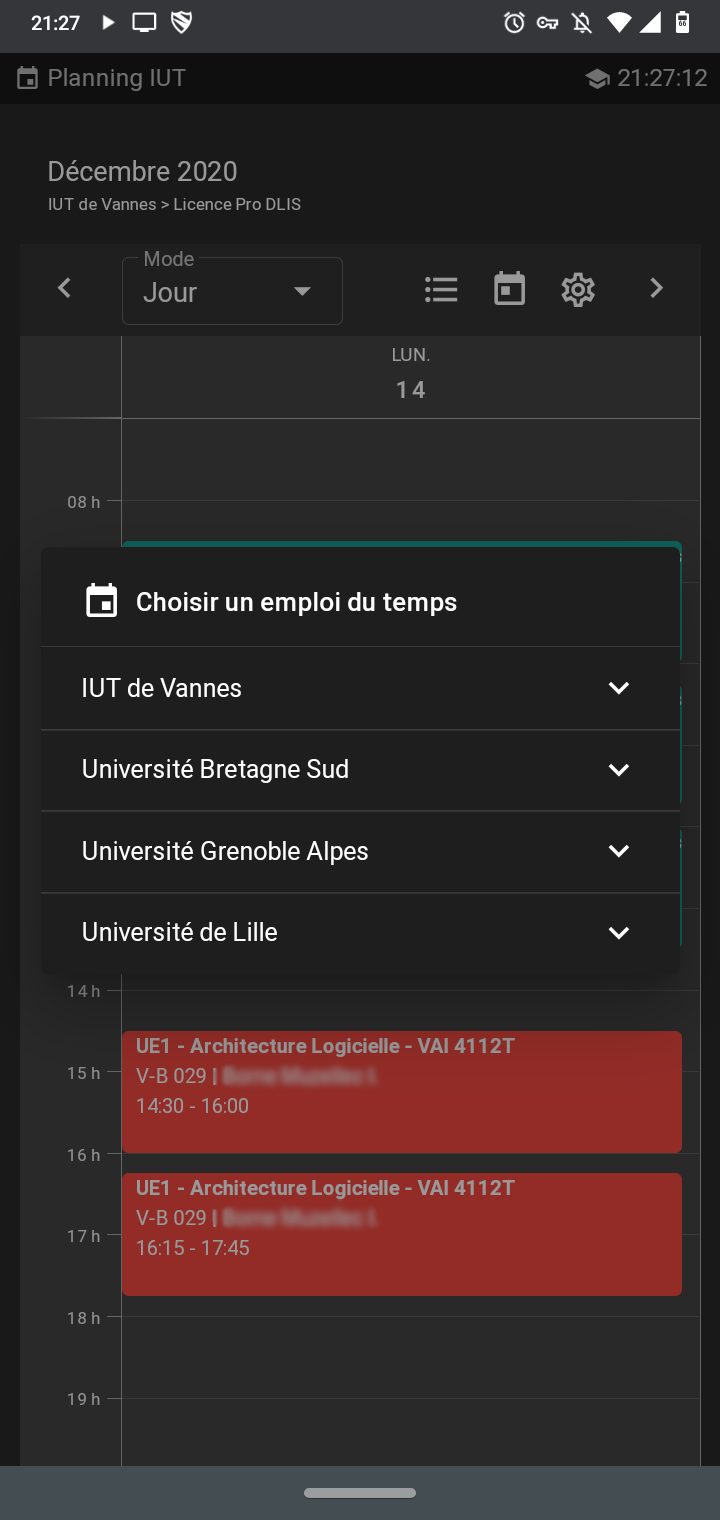 21:27
66
Planning IUT
21:27:12
Décembre 2020
IUT de Vannes > Licence Pro DLIS
Mode
Jour
LUN.
14
08 h
Choisir un emploi du temps
IUT de Vannes
Université Bretagne Sud
Université Grenoble Alpes
Université de Lille
14 h
UE1 - Architecture Logicielle - VAI 4112T
V-B 029 |
14:30 - 16:00
15 h
16 h
UE1 - Architecture Logicielle - VAI 4112T
V-B 029 |
16:15 - 17:45
17 h
18 h
19 h